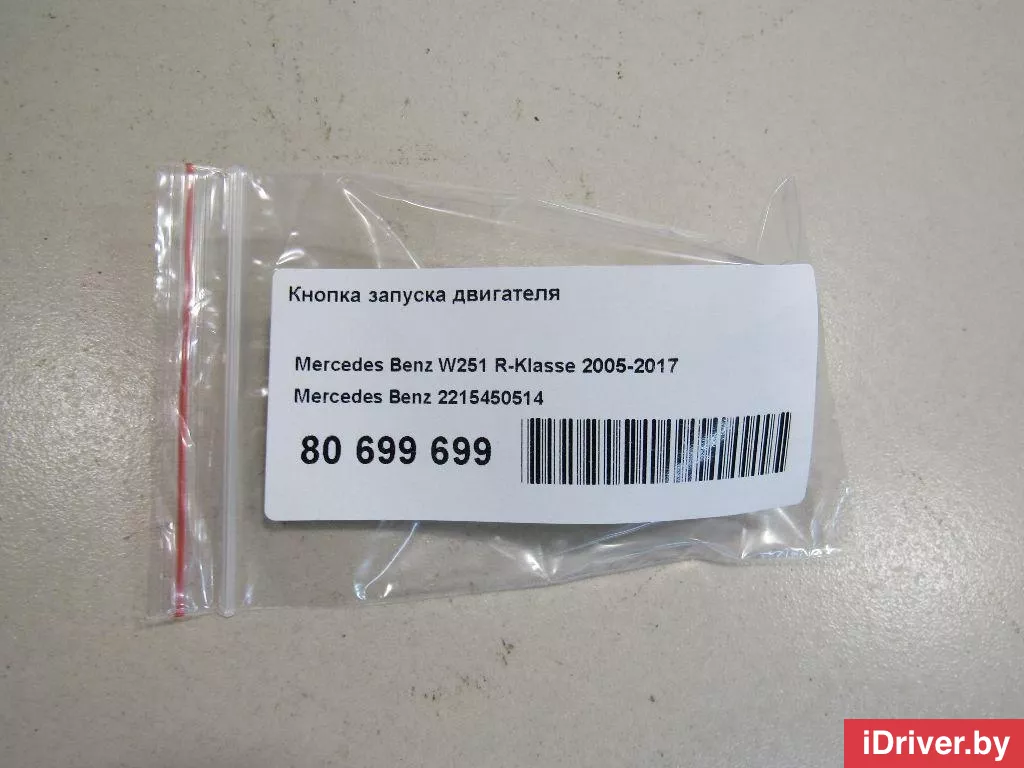 Кнопка запуска двигателя
Mercedes Benz W251 R-Klasse 2005-2017
Mercedes Benz 2215450514
80 699 699
iDriver.by